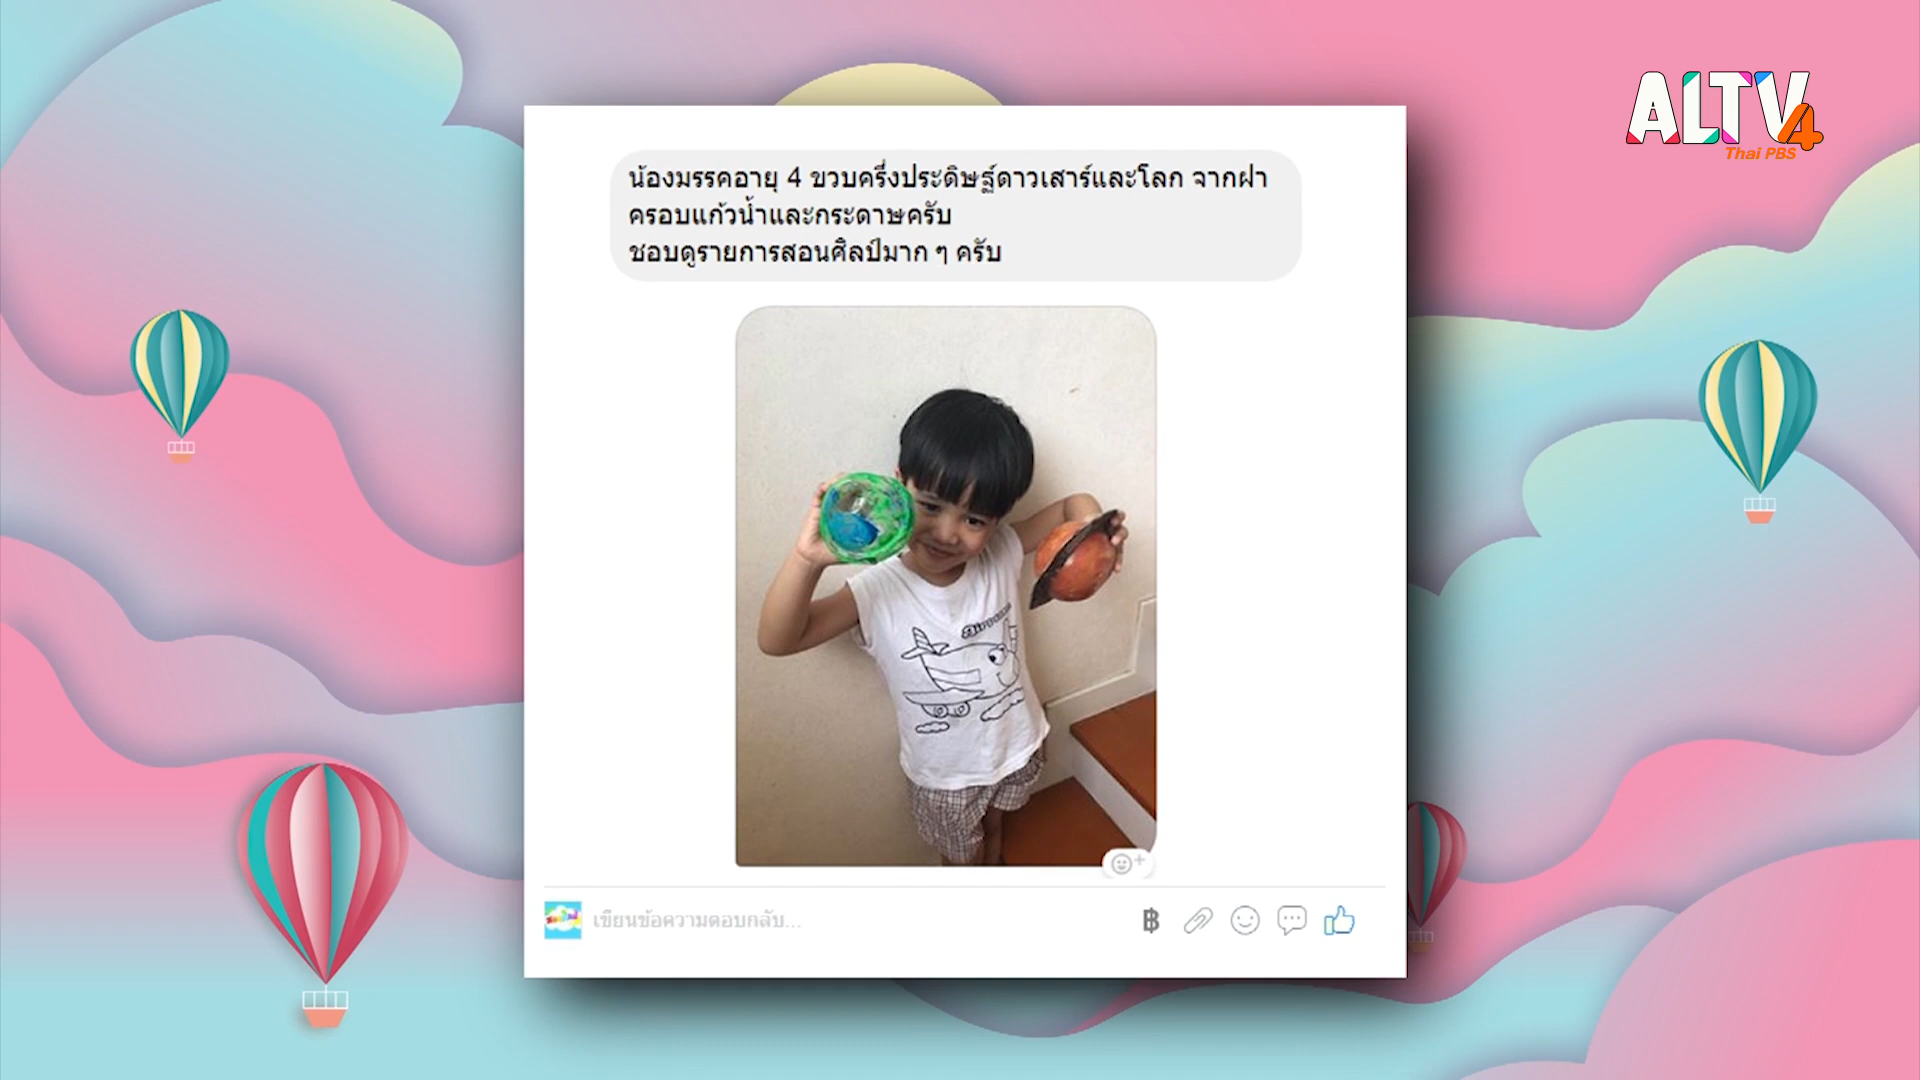 ALTV4
Thai PBS
น้องมรรคอายุ 4 ขวบครึ่งประดิษฐ์ดาวเสาร์และโลก จากฝา
ครอบแก้วน้ำและกระดาษครับ
ชอบดูรายการสอนศิลป์มาก ๆ ครับ
เขียนข้อความตอบกลับ...